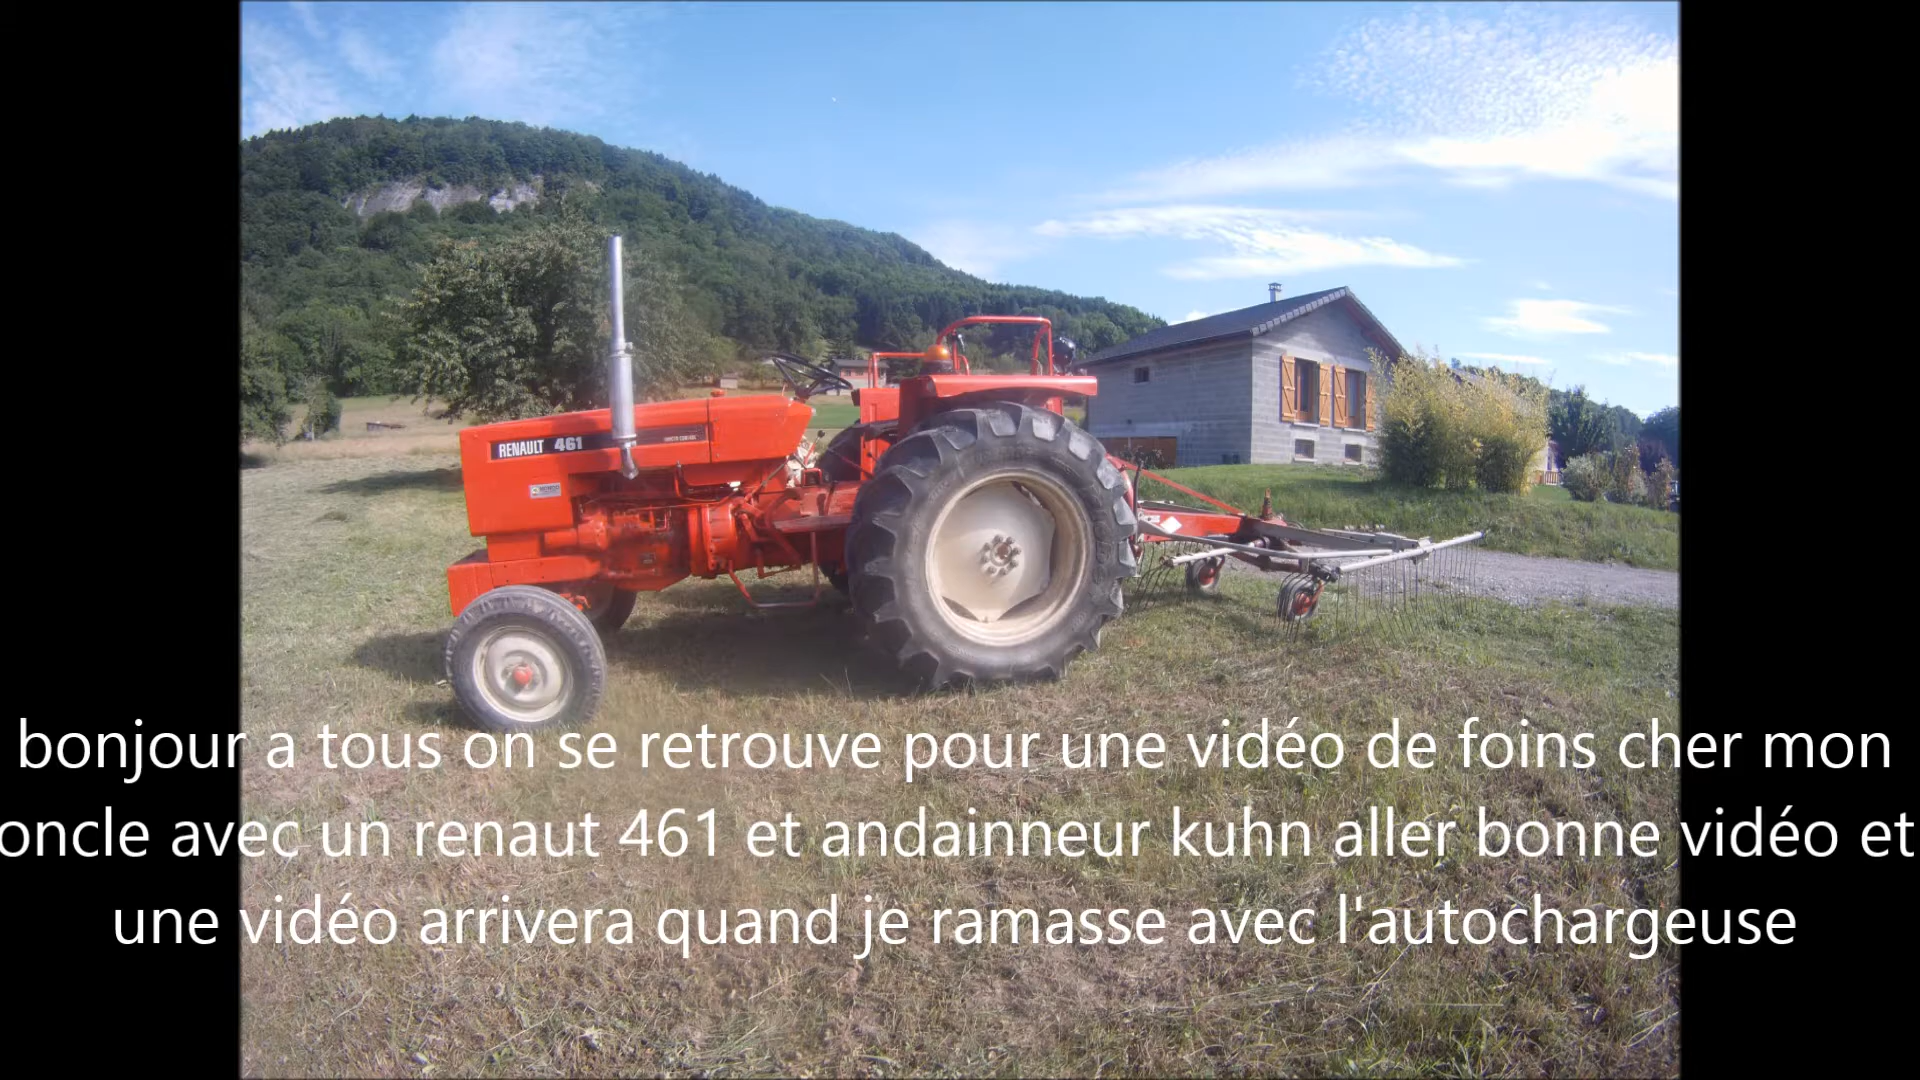 RENAULT 461
bonjour a tous on se retrouve pour une vidéo de foins cher mon
oncle avec un renaut 461 et andainneur kuhn aller bonne vidéo et
une vidéo arrivera quand je ramasse avec l'autochargeuse